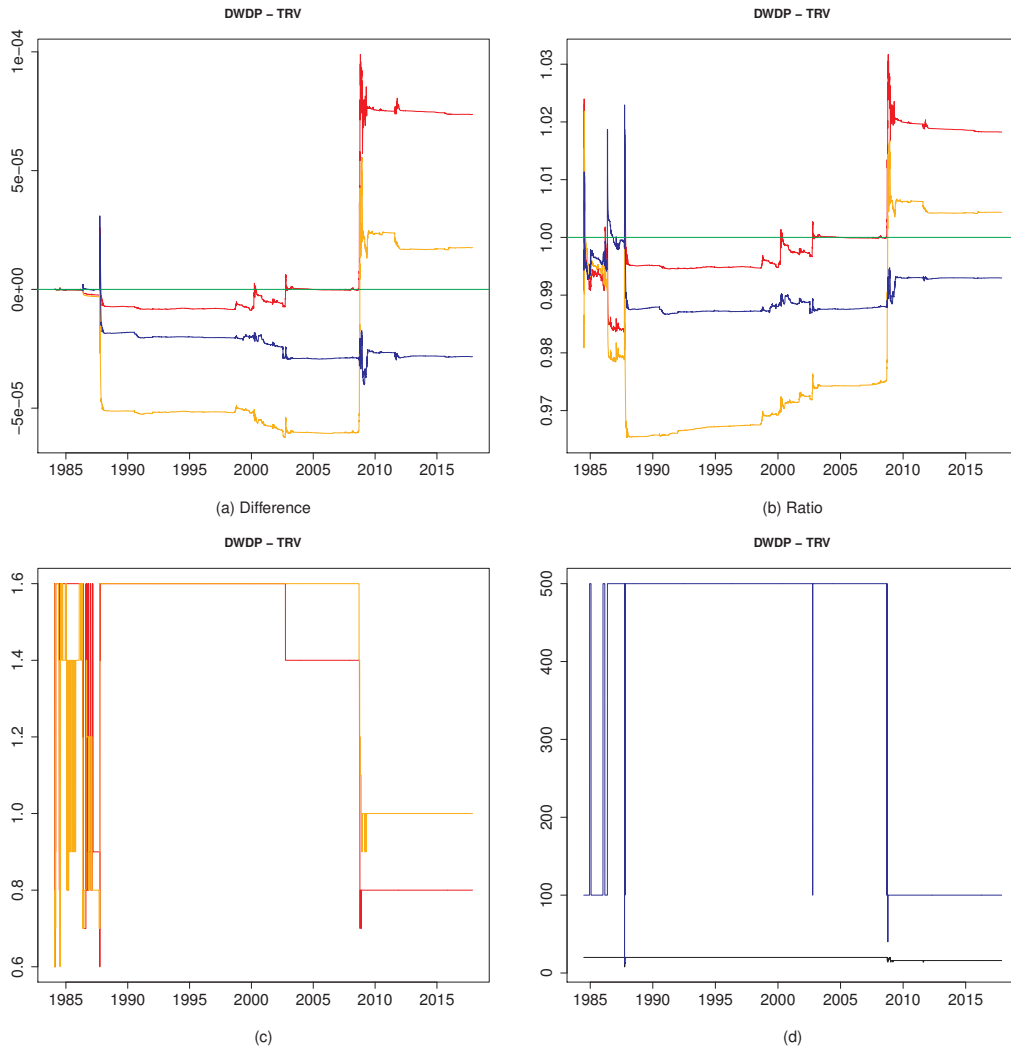 DWDP − TRV
1e−04
5e−05
0e+00
−5e−05
1985 1990 1995 2000 2005 2010 2015
(a) Difference
DWDP − TRV
1.03
1.02
1.01
1.00
0.99
0.98
0.97
1985 1990 1995 2000 2005 2010 2015
(b) Ratio
DWDP − TRV
1.6
1.4
1.2
1.0
0.8
0.6
1985 1990 1995 2000 2005 2010 2015
(c)
DWDP − TRV
500
400
300
200
100
0
1985 1990 1995 2000 2005 2010 2015
(d)